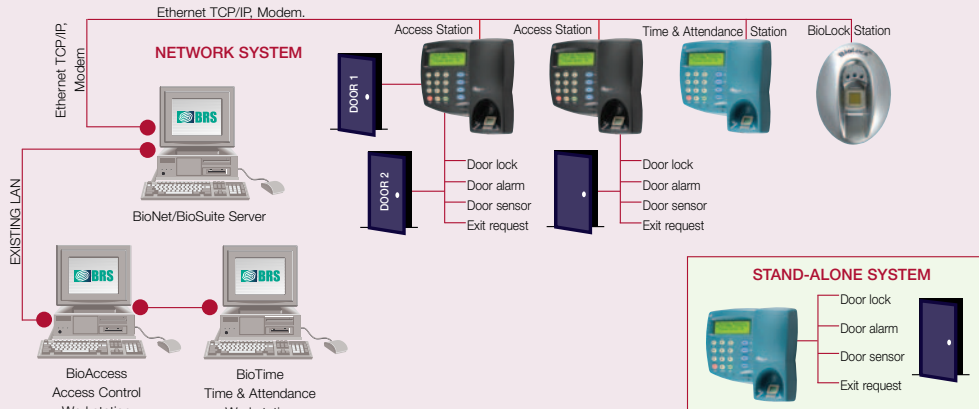 Ethernet TCP/IP, Modem.
Ethernet TCP/IP,
Modem
NETWORK SYSTEM
Access Station
Access Station
Time & Attendance Station
BioLock Station
BioLock
DOOR 1
DOOR 2
BRS
BioNet/BioSuite Server
EXISTING LAN
Door lock
Door alarm
Door sensor
Exit request
Door lock
Door alarm
Door sensor
Exit request
BRS
BRS
BioAccess
Access Control
Workstation
BioTime
Time & Attendance
Workstation
STAND-ALONE SYSTEM
Door lock
Door alarm
Door sensor
Exit request